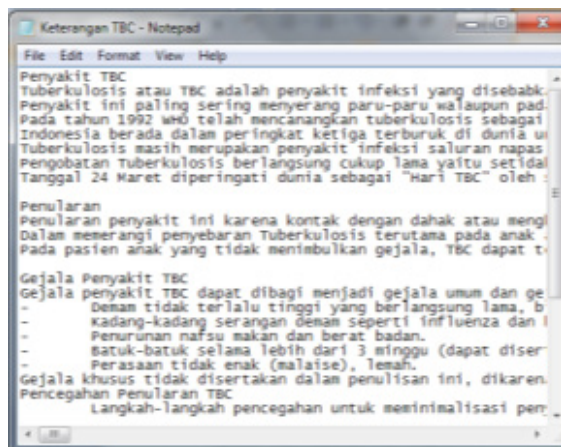 Keterangan TBC - Notepad
File Edit Format View Help
Penyakit TBC
Tuberkulosis atau TBC adalah penyakit infeksi yang disebabk
Penyakit ini paling sering menyerang paru-paru walaupun pad
Pada tahun 1992 WHO telah mencanangkan tuberkulosis sebagai
Indonesia berada dalam peringkat ketiga terburuk di dunia u
Tuberkulosis masih merupakan penyakit infeksi saluran napas
Pengobatan Tuberkulosis berlangsung cukup lama yaitu setida
Tanggal 24 Maret diperingati dunia sebagai "Hari TBC" oleh
Penularan
Penularan penyakit ini karena kontak dengan dahak atau meng
Dalam memerangi penyebaran Tuberkulosis terutama pada anak
Pada pasien anak yang tidak menimbulkan gejala, TBC dapat t
Gejala Penyakit TBC
Gejala penyakit TBC dapat dibagi menjadi gejala umum dan ge
- Demam tidak terlalu tinggi yang berlangsung lama, b
- Kadang-kadang serangan demam seperti influenza dan
- Penurunan nafsu makan dan berat badan.
- Batuk-batuk selama lebih dari 3 minggu (dapat diser
- Perasaan tidak enak (malaise), lemah.
Gejala khusus tidak disertakan dalam penulisan ini, dikaren
Pencegahan Penularan TBC
Langkah-langkah pencegahan untuk meminimalisasi pen